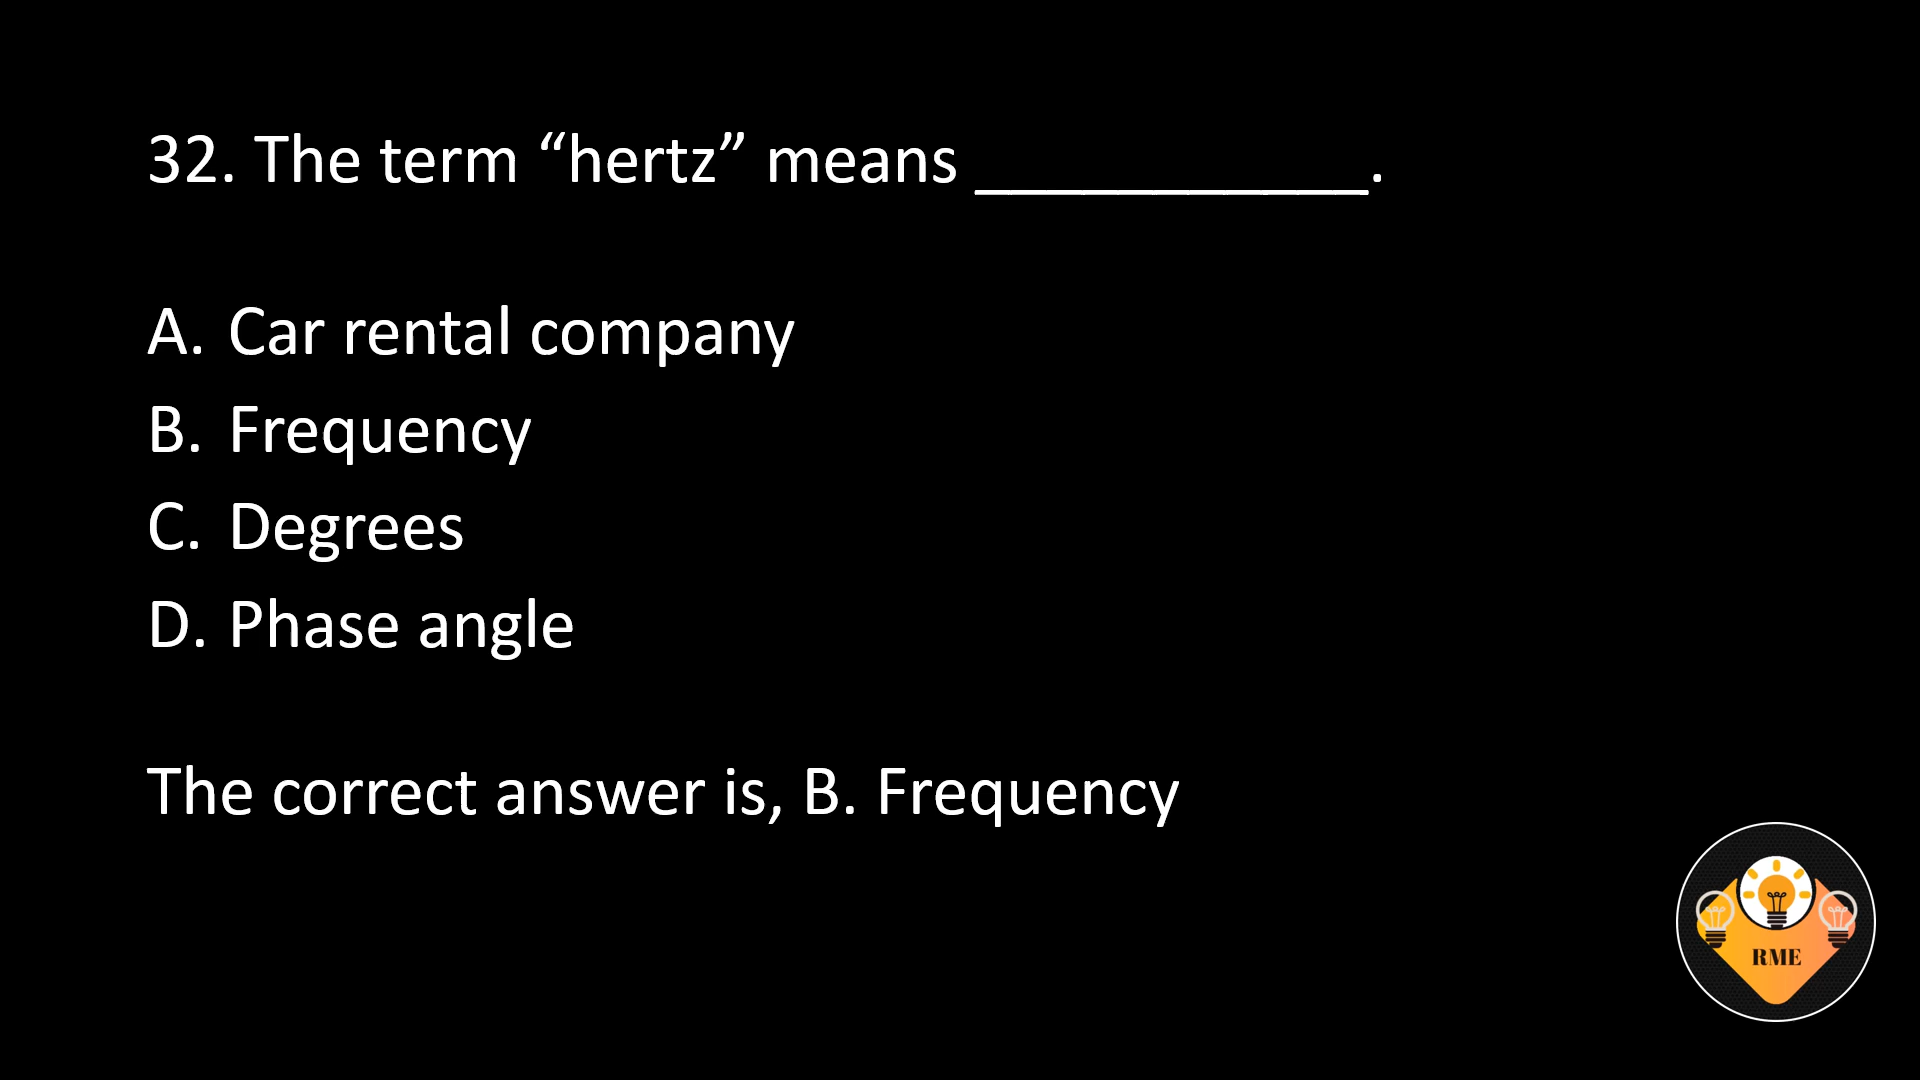 32. The term “hertz” means ___________.
A. Car rental company
B. Frequency
C. Degrees
D. Phase angle
The correct answer is, B. Frequency
RME